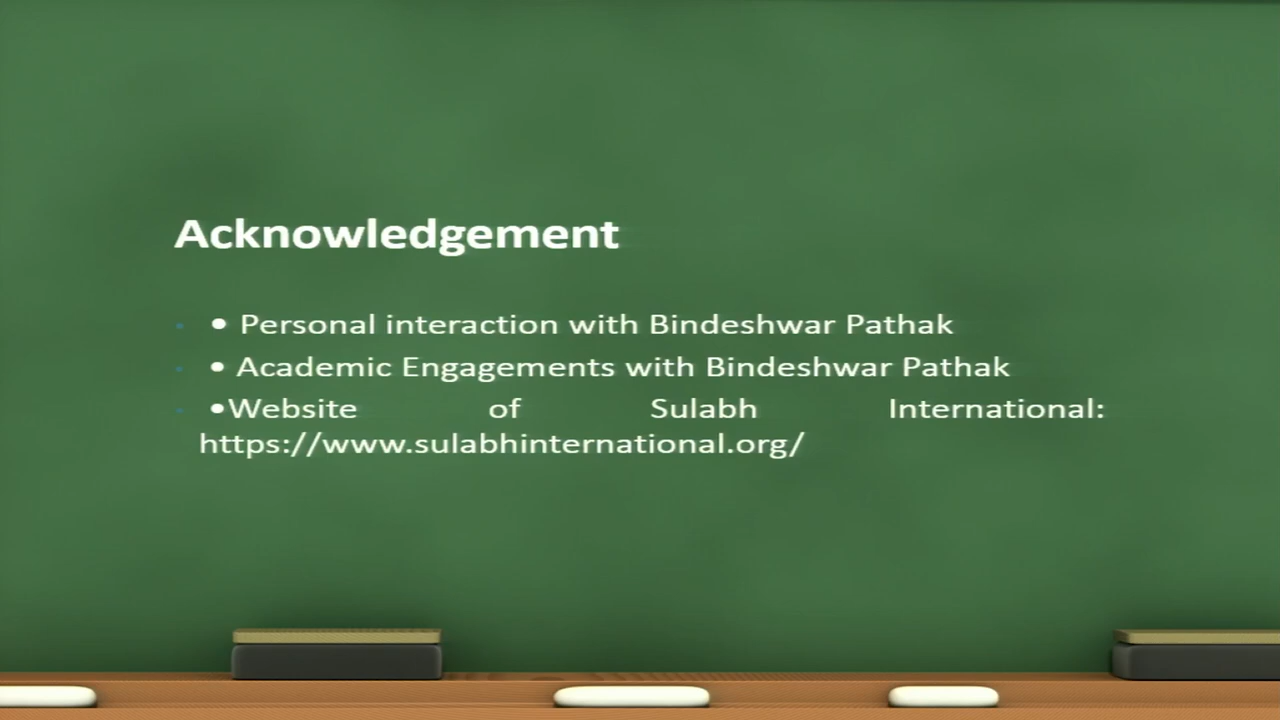 Acknowledgement
• Personal interaction with Bindeshwar Pathak
• Academic Engagements with Bindeshwar Pathak
•Website of Sulabh International:
https://www.sulabhinternational.org/